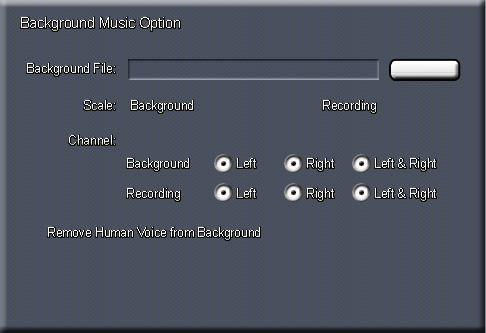 Background Music Option
Background File:
Scale: Background Recording
Channel:
Background Left Right Left & Right
Recording Left Right Left & Right
Remove Human Voice from Background